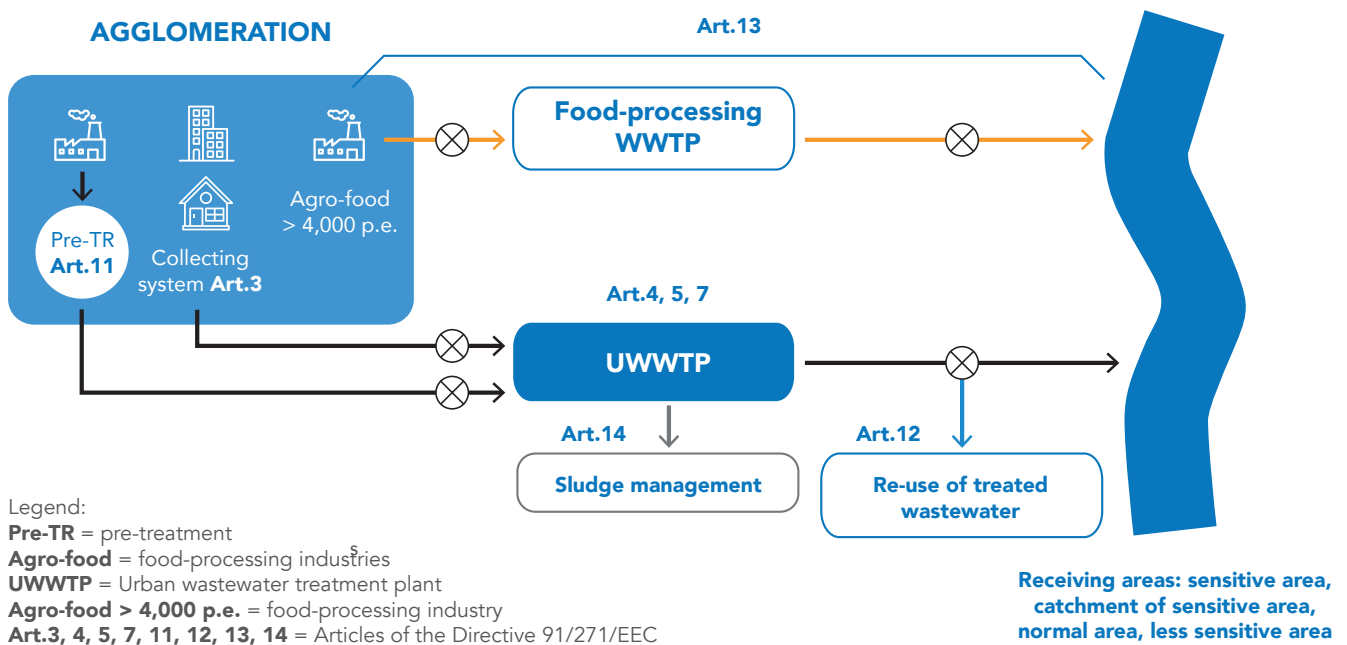 AGGLOMERATION
Art.13
Food-processing
WWTP
Agro-food
> 4,000 p.e.
Pre-TR
Art.11
Collecting
system Art.3
Art.4, 5, 7
UWWTP
Art.14
Art.12
Sludge management
Re-use of treated
wastewater
Legend:
Pre-TR = pre-treatment
Agro-food = food-processing industries
s
UWWTP = Urban wastewater treatment plant
Agro-food > 4,000 p.e. = food-processing industry
Art.3, 4, 5, 7, 11, 12, 13, 14 = Articles of the Directive 91/271/EEC
Receiving areas: sensitive area,
catchment of sensitive area,
normal area, less sensitive area